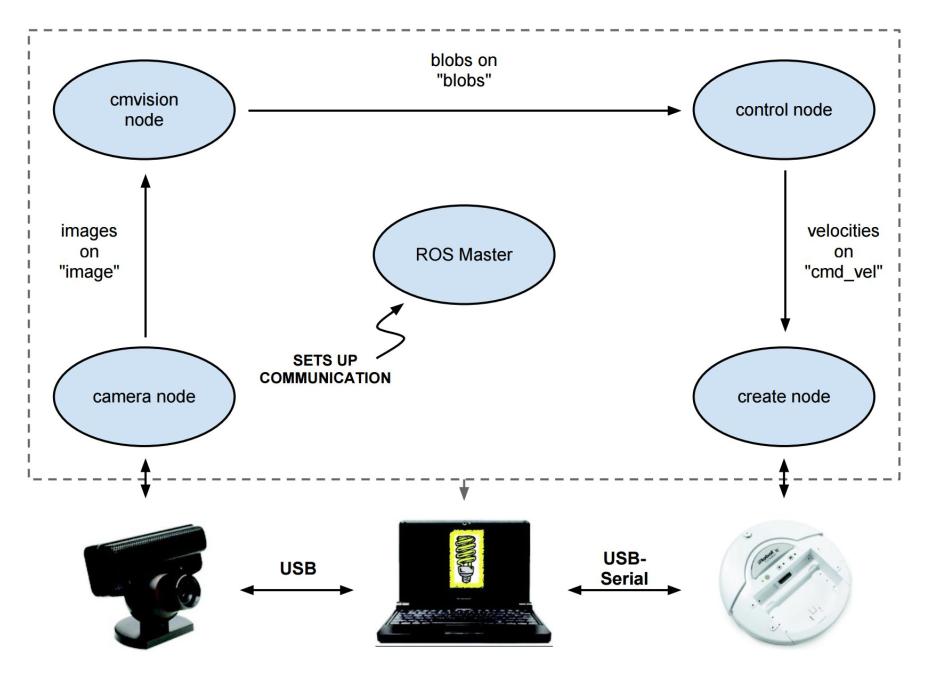 blobs on
"blobs"
cmvision
node
control node
images
on
"image"
ROS Master
velocities
on
"cmd_vel"
SETS UP
COMMUNICATION
camera node
create node
USB
USB-
Serial